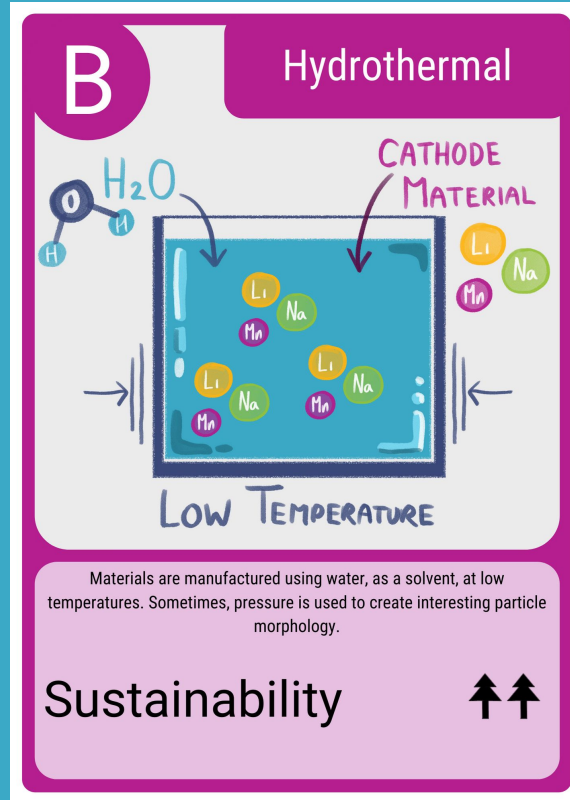 B
Hydrothermal
H₂O
CATHODE
MATERIAL
O
H
H
Li
Na
Mn
Li
Na
Mn
Li
Na
Mn
Li
Na
Mn
LOW TEMPERATURE
Materials are manufactured using water, as a solvent, at low
temperatures. Sometimes, pressure is used to create interesting particle
morphology.
Sustainability